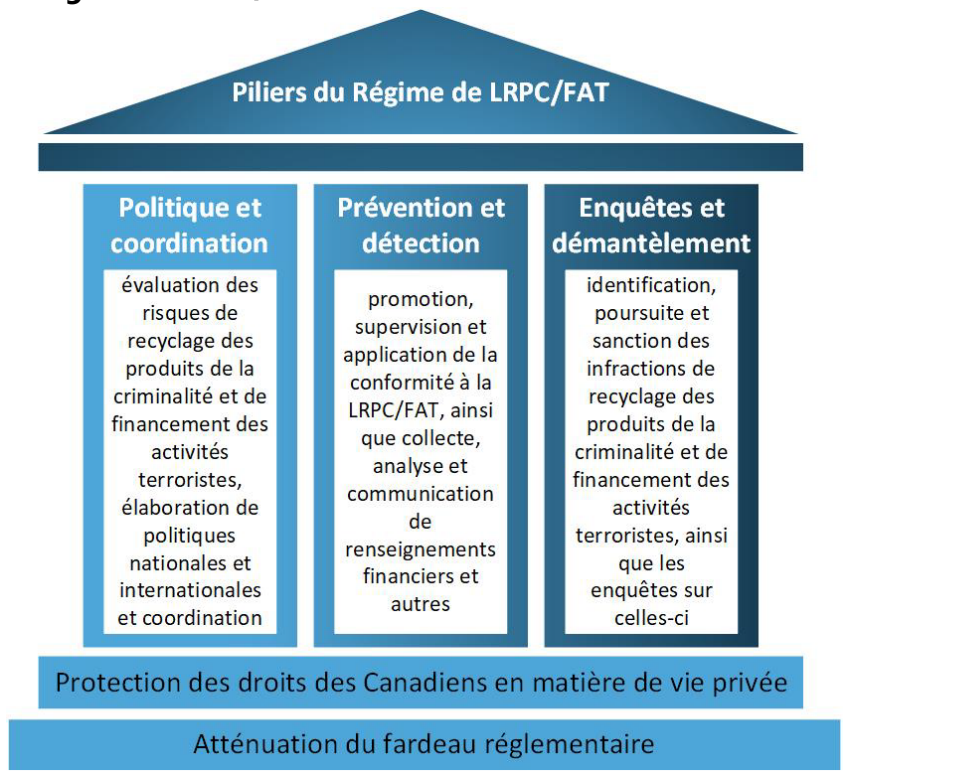 Piliers du Régime de LRPC/FAT
Politique et
coordination
évaluation des
risques de
recyclage des
produits de la
criminalité et de
financement des
activités
terroristes,
élaboration de
politiques
nationales et
internationales
et coordination
Prévention et
détection
promotion,
supervision et
application de la
conformité à la
LRPC/FAT, ainsi
que collecte,
analyse et
communication
de
renseignements
financiers et
autres
Enquêtes et
démantèlement
identification,
poursuite et
sanction des
infractions de
recyclage des
produits de la
criminalité et de
financement des
activités
terroristes, ainsi
que les
enquêtes sur
celles-ci
Protection des droits des Canadiens en matière de vie privée
Atténuation du fardeau réglementaire